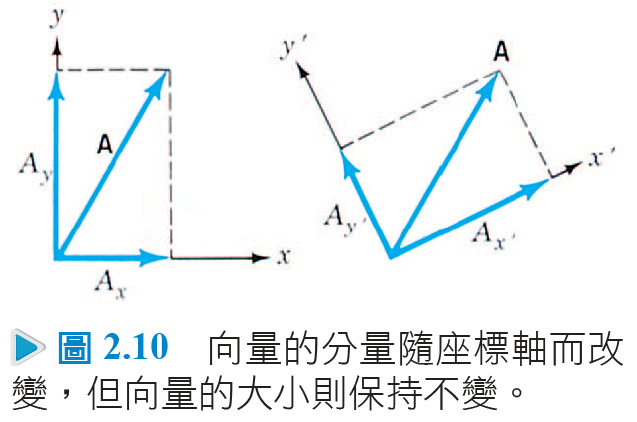 y
A
A_y
A_x
x
y′
A
x′
A_y′
A_x′
圖 2.10 向量的分量隨座標軸而改
變，但向量的大小則保持不變。